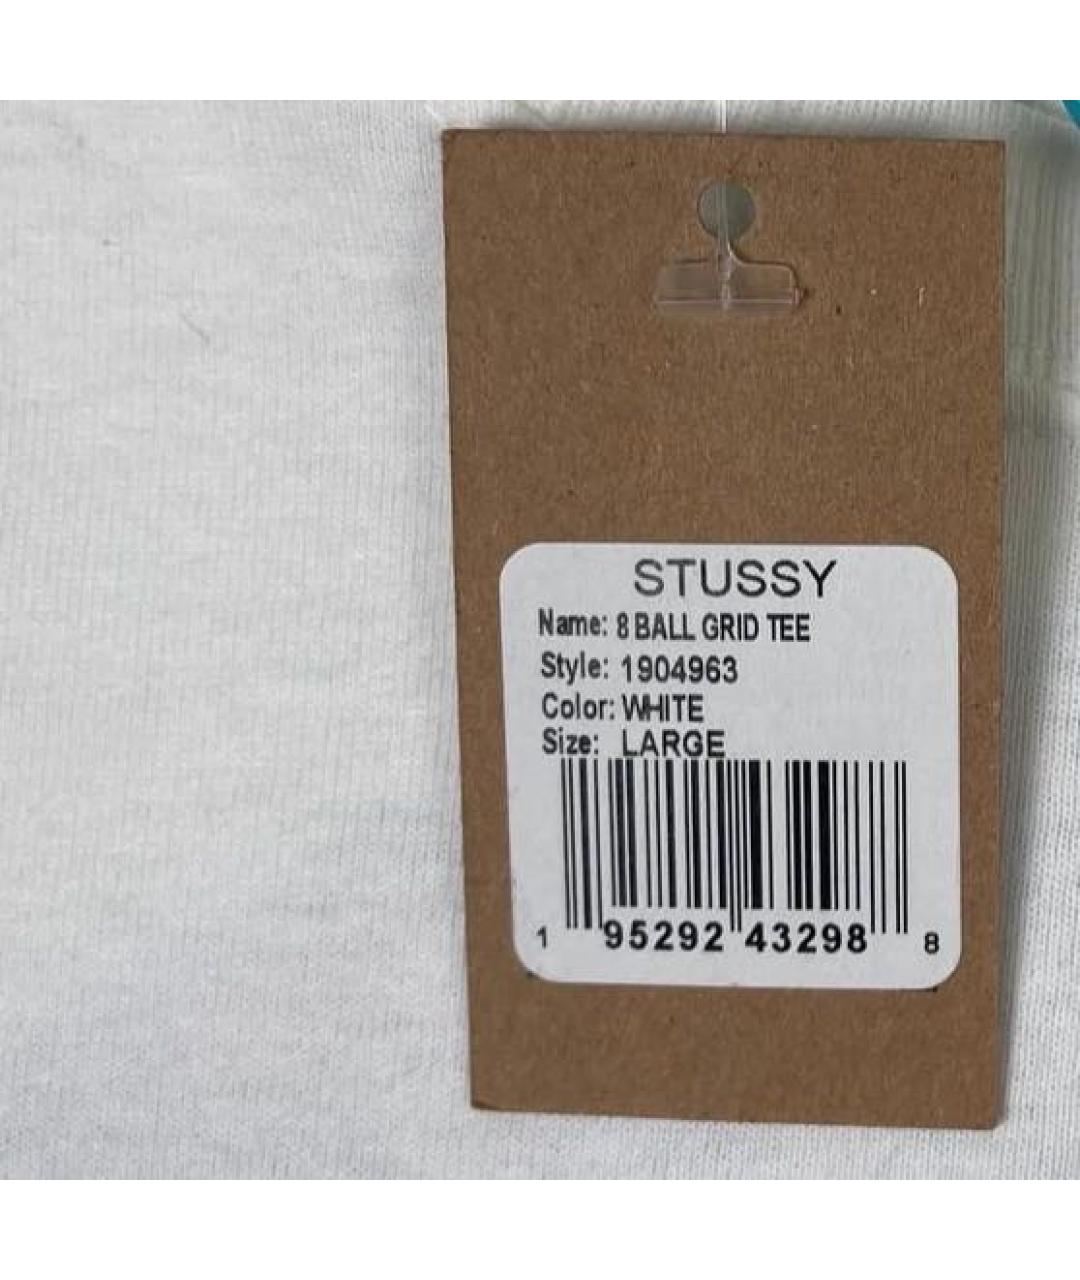 STUSSY
Name: 8 BALL GRID TEE
Style: 1904963
Color: WHITE
Size: LARGE
1 95292 43298 8